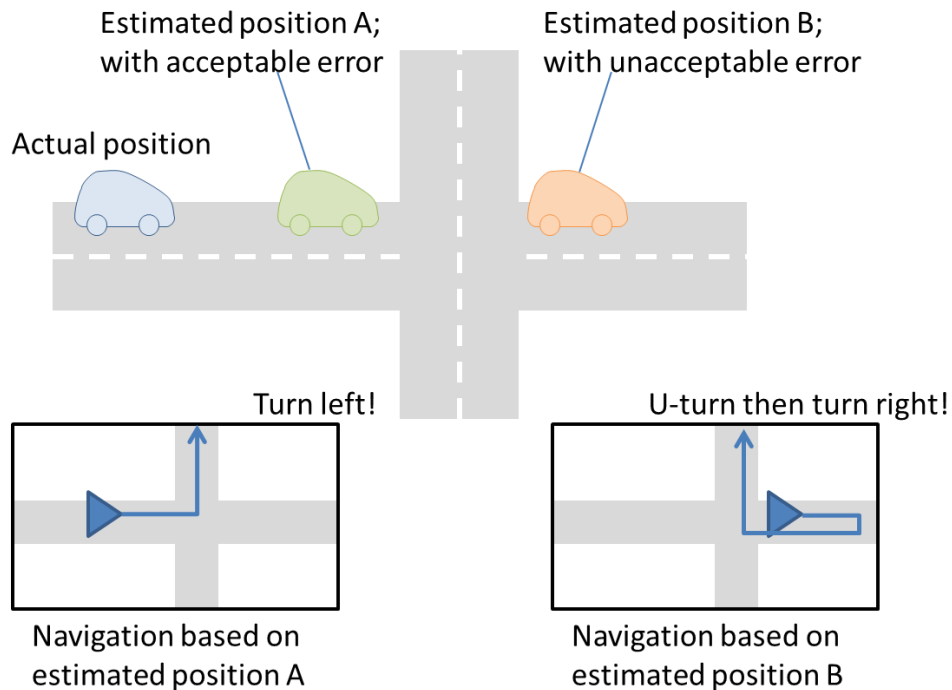 Estimated position A;
with acceptable error
Estimated position B;
with unacceptable error
Actual position
Turn left!
U-turn then turn right!
Navigation based on
estimated position A
Navigation based on
estimated position B